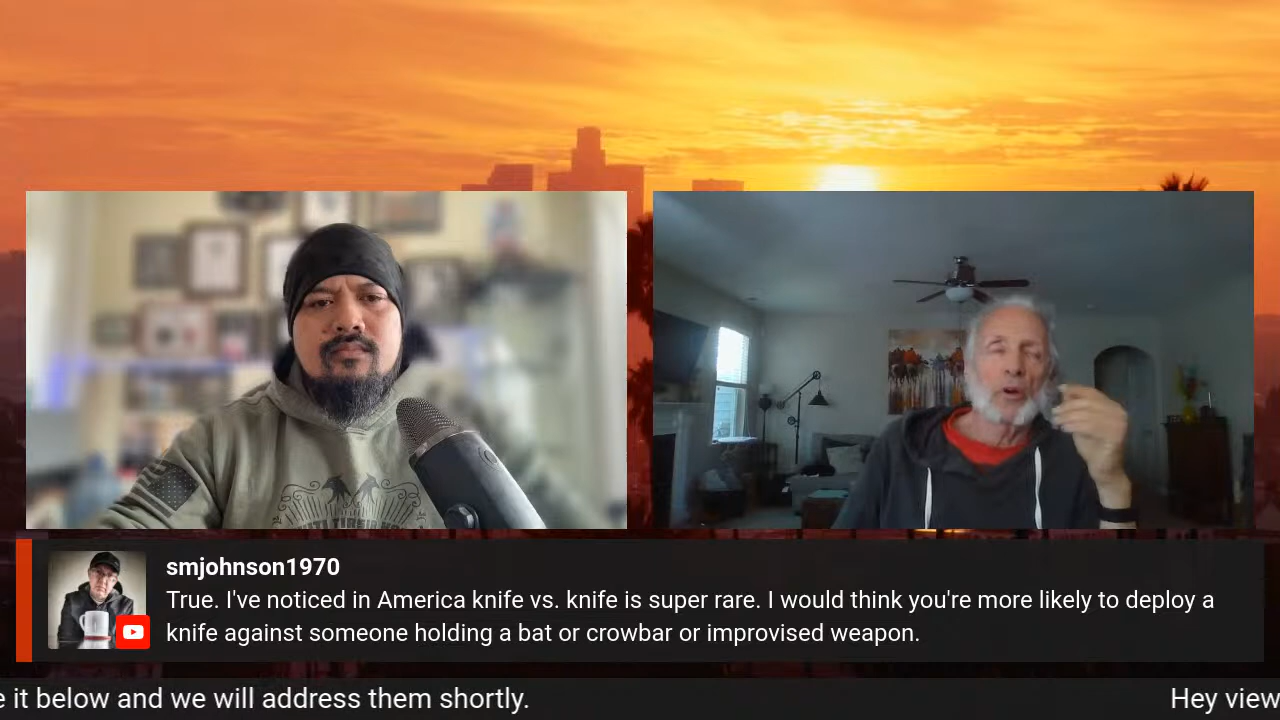 smjohnson1970
True. I've noticed in America knife vs. knife is super rare. I would think you're more likely to deploy a
knife against someone holding a bat or crowbar or improvised weapon.
it below and we will address them shortly.
Hey view